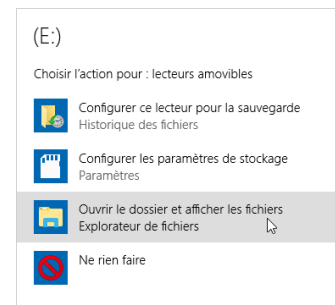 (E:)
Choisir l'action pour : lecteurs amovibles
Configurer ce lecteur pour la sauvegarde
Historique des fichiers
Configurer les paramètres de stockage
Paramètres
Ouvrir le dossier et afficher les fichiers
Explorateur de fichiers
Ne rien faire